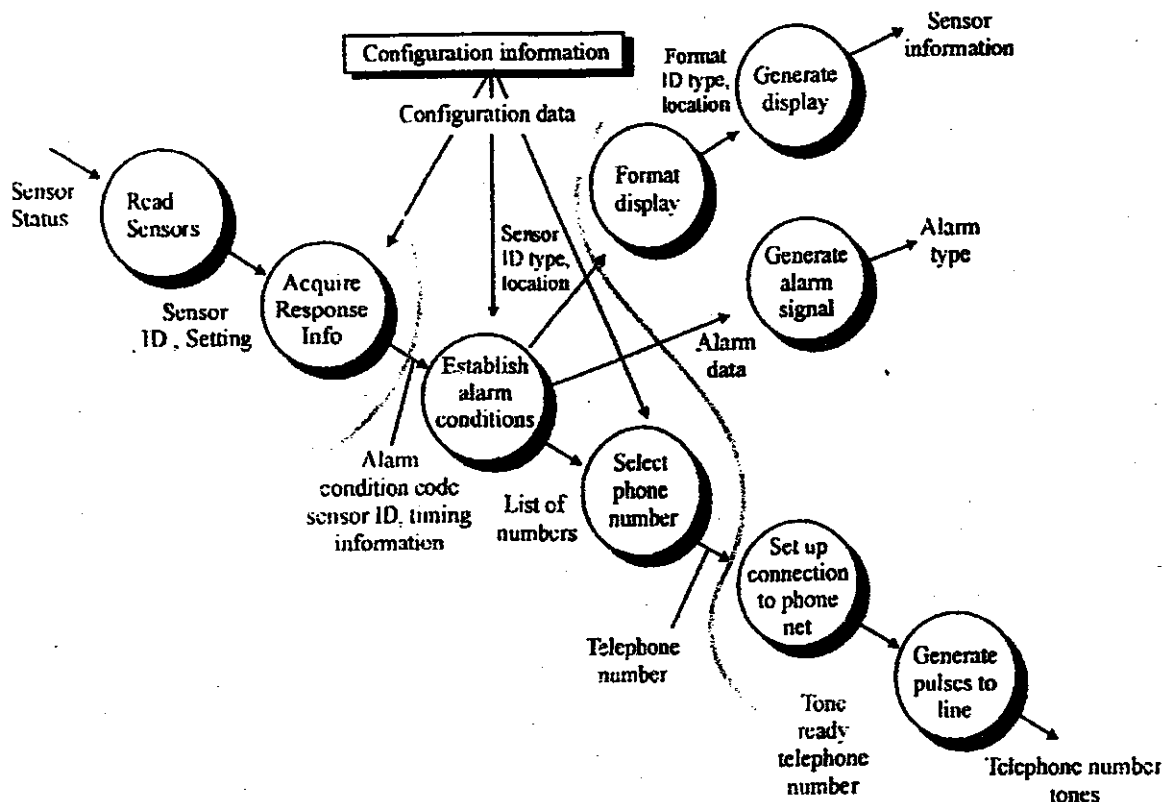 Configuration information
Configuration data
Sensor
Status
Read
Sensors
Sensor
ID , Setting
Acquire
Response
Info
Alarm
condition code
sensor ID, timing
information
Establish
alarm
conditions
Sensor
ID type,
location
Format
display
Format
ID type,
location
Generate
display
Sensor
information
Alarm
data
Generate
alarm
signal
Alarm
type
List of
numbers
Select
phone
number
Telephone
number
Set up
connection
to phone
net
Tone
ready
telephone
number
Generate
pulses to
line
Telephone number
tones